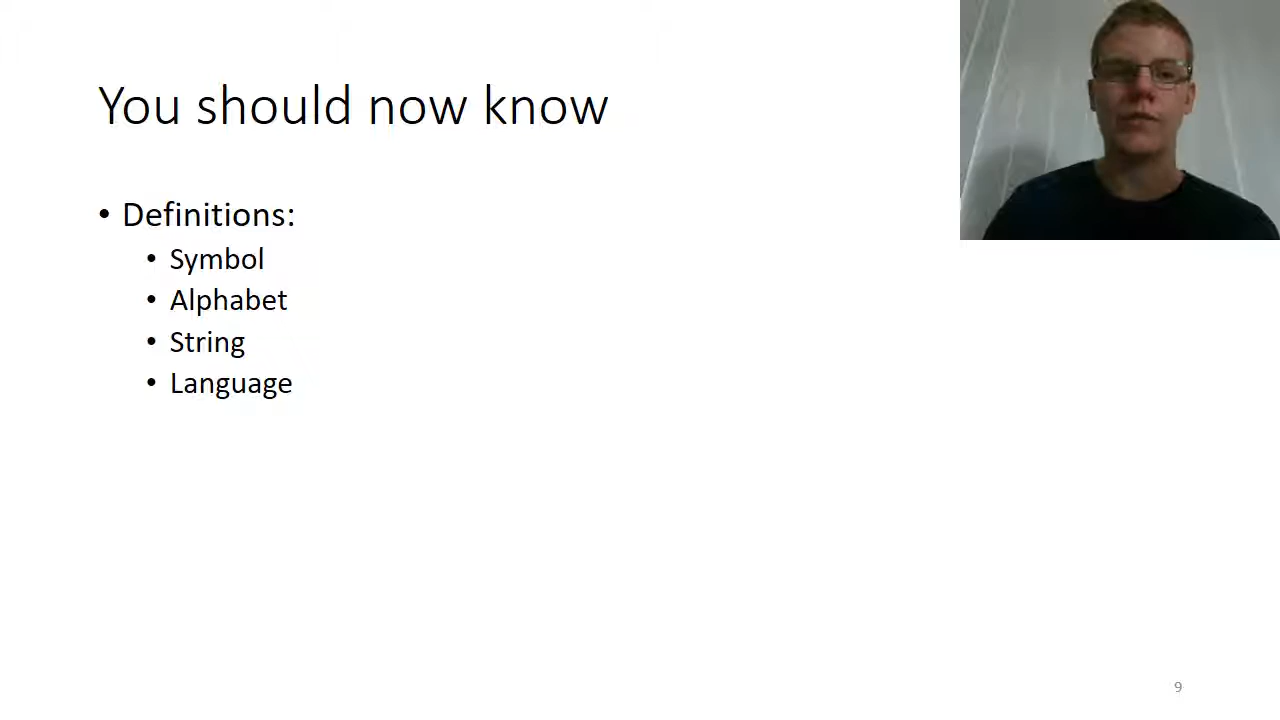 You should now know
• Definitions:
• Symbol
• Alphabet
• String
• Language
9